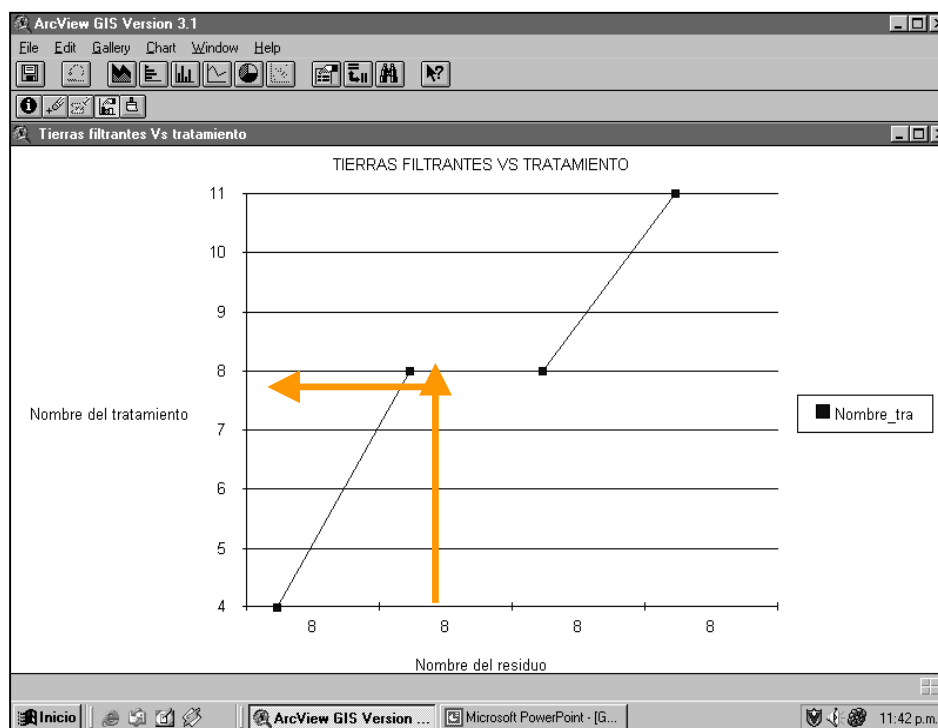 ArcView GIS Version 3.1
File Edit Gallery Chart Window Help
Tierras filtrantes Vs tratamiento
TIERRAS FILTRANTES VS TRATAMIENTO
11
10
9
8
Nombre del tratamiento
7
6
5
4
8 8 8 8
Nombre del residuo
Nombre_tra
Inicio ArcView GIS Version ... Microsoft PowerPoint - [G... 11:42 p.m.